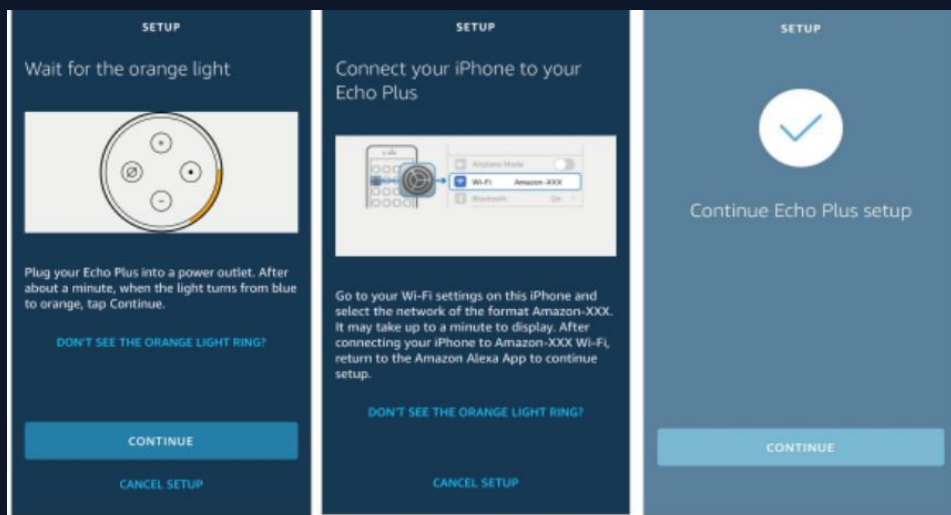 SETUP
Wait for the orange light
Plug your Echo Plus into a power outlet. After
about a minute, when the light turns from blue
to orange, tap Continue.
DON'T SEE THE ORANGE LIGHT RING?
CONTINUE
CANCEL SETUP
SETUP
Connect your iPhone to your
Echo Plus
Airplane Mode
Wi-Fi Amazon-XXX
Bluetooth On
Go to your Wi-Fi settings on this iPhone and
select the network of the format Amazon-XXX.
It may take up to a minute to display. After
connecting your iPhone to Amazon-XXX Wi-Fi,
return to the Amazon Alexa App to continue
setup.
DON'T SEE THE ORANGE LIGHT RING?
CANCEL SETUP
SETUP
Continue Echo Plus setup
CONTINUE